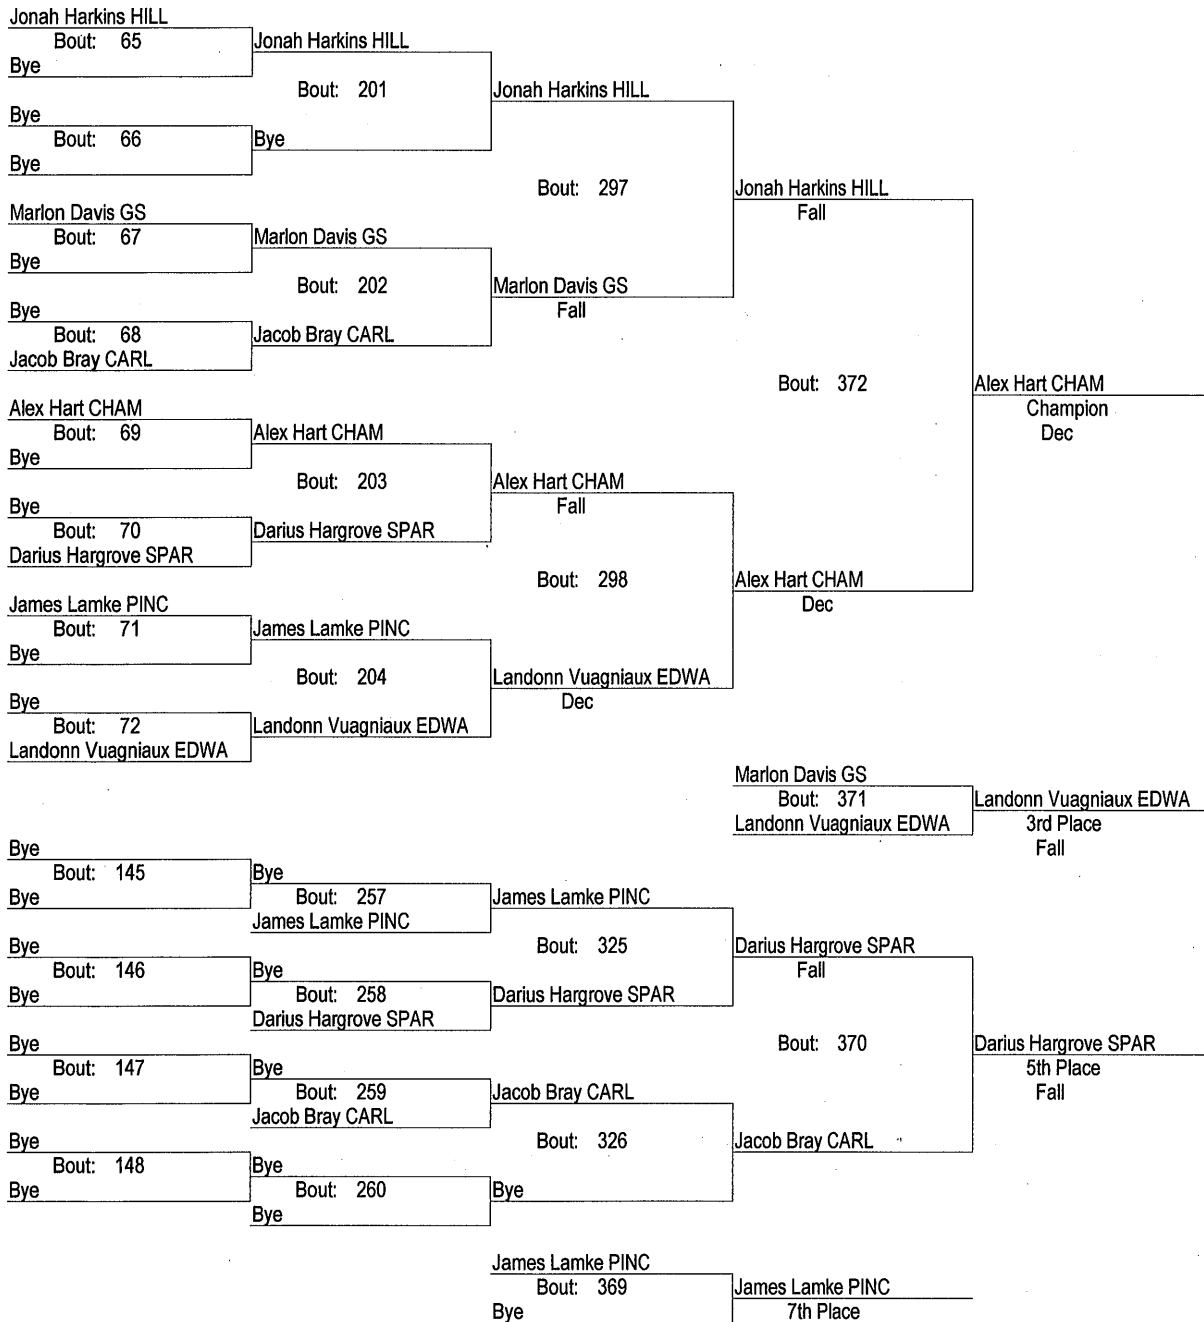 Jonah Harkins HILL
Bout: 65
Bye
Jonah Harkins HILL
Bout: 201
Jonah Harkins HILL
Bye
Bout: 66
Bye
Bye
Bout: 297
Jonah Harkins HILL
Fall
Marlon Davis GS
Bout: 67
Bye
Marlon Davis GS
Bout: 202
Marlon Davis GS
Fall
Bye
Bout: 68
Jacob Bray CARL
Jacob Bray CARL
Bout: 372
Alex Hart CHAM
Champion
Dec
Alex Hart CHAM
Bout: 69
Bye
Alex Hart CHAM
Bout: 203
Alex Hart CHAM
Fall
Bye
Bout: 70
Darius Hargrove SPAR
Darius Hargrove SPAR
Bout: 298
Alex Hart CHAM
Dec
James Lamke PINC
Bout: 71
Bye
James Lamke PINC
Bout: 204
Landonn Vuagniaux EDWA
Dec
Bye
Bout: 72
Landonn Vuagniaux EDWA
Landonn Vuagniaux EDWA
Marlon Davis GS
Bout: 371
Landonn Vuagniaux EDWA
Landonn Vuagniaux EDWA
3rd Place
Fall
Bye
Bout: 145
Bye
Bye
Bout: 257
James Lamke PINC
James Lamke PINC
Bye
Bout: 146
Bye
Bout: 325
Darius Hargrove SPAR
Fall
Bye
Bout: 258
Darius Hargrove SPAR
Darius Hargrove SPAR
Bye
Bout: 147
Bye
Bout: 370
Darius Hargrove SPAR
5th Place
Fall
Bye
Bout: 259
Jacob Bray CARL
Jacob Bray CARL
Bye
Bout: 148
Bye
Bout: 326
Jacob Bray CARL
Bye
Bout: 260
Bye
Bye
James Lamke PINC
Bout: 369
Bye
James Lamke PINC
7th Place